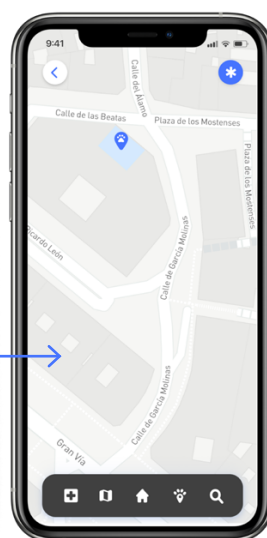 9:41
Calle del Álamo
Calle de las Beatas
Plaza de los Mostenses
Plaza de los Mostenses
Ricardo León
Calle de García Molinas
Calle de García Molinas
Gran Vía